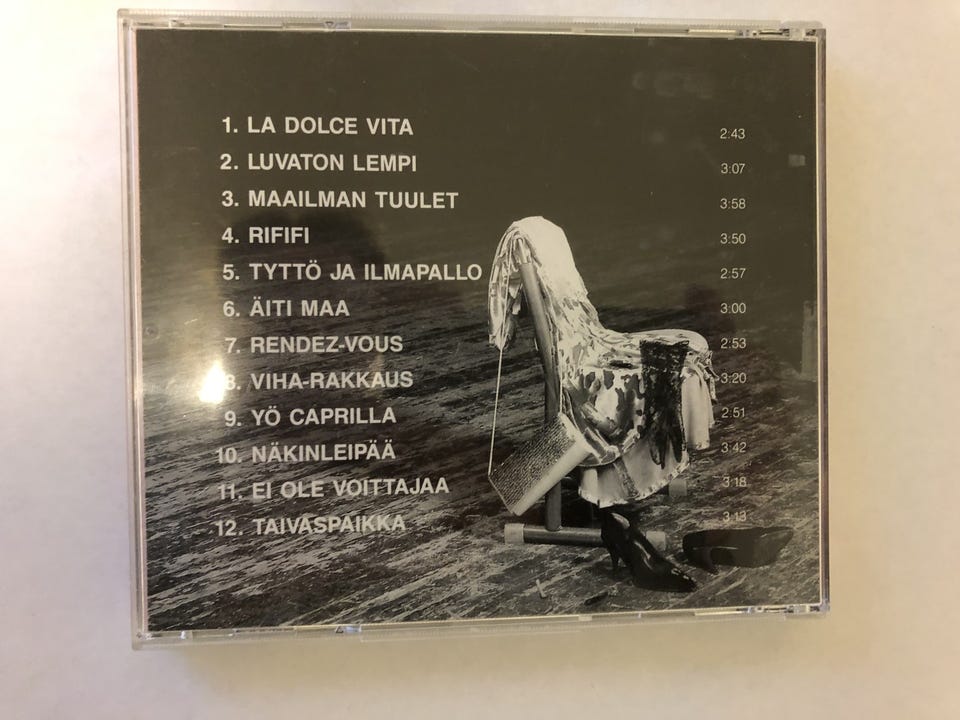 1. LA DOLCE VITA 2:43
2. LUVATON LEMPI 3:07
3. MAAILMAN TUULET 3:58
4. RIFIFI 3:50
5. TYTTÖ JA ILMAPALLO 2:57
6. ÄITI MAA 3:00
7. RENDEZ-VOUS 2:53
8. VIHA-RAKKAUS 3:20
9. YÖ CAPRILLA 2:51
10. NÄKINLEIPÄÄ 3:42
11. EI OLE VOITTAJAA 3:18
12. TAIVASPAIKKA 3:13